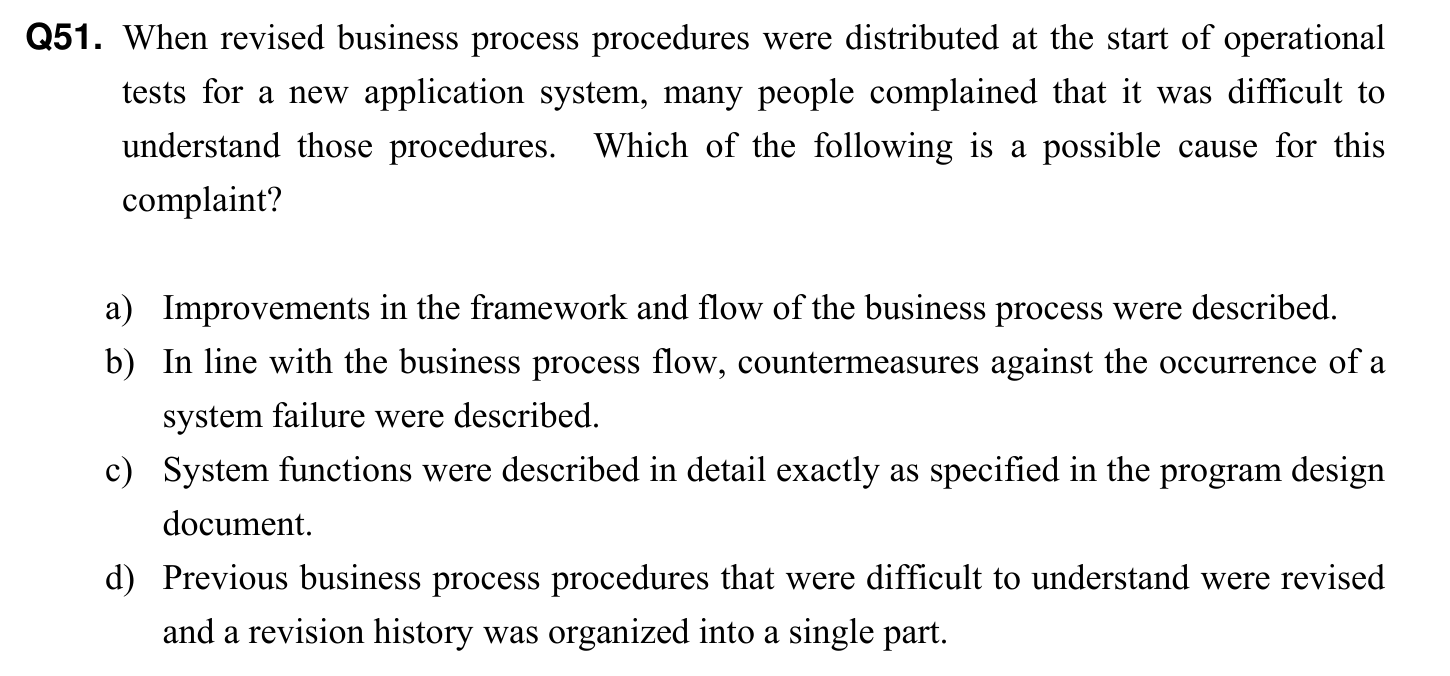 Q51. When revised business process procedures were distributed at the start of operational
tests for a new application system, many people complained that it was difficult to
understand those procedures. Which of the following is a possible cause for this
complaint?
a) Improvements in the framework and flow of the business process were described.
b) In line with the business process flow, countermeasures against the occurrence of a
system failure were described.
c) System functions were described in detail exactly as specified in the program design
document.
d) Previous business process procedures that were difficult to understand were revised
and a revision history was organized into a single part.